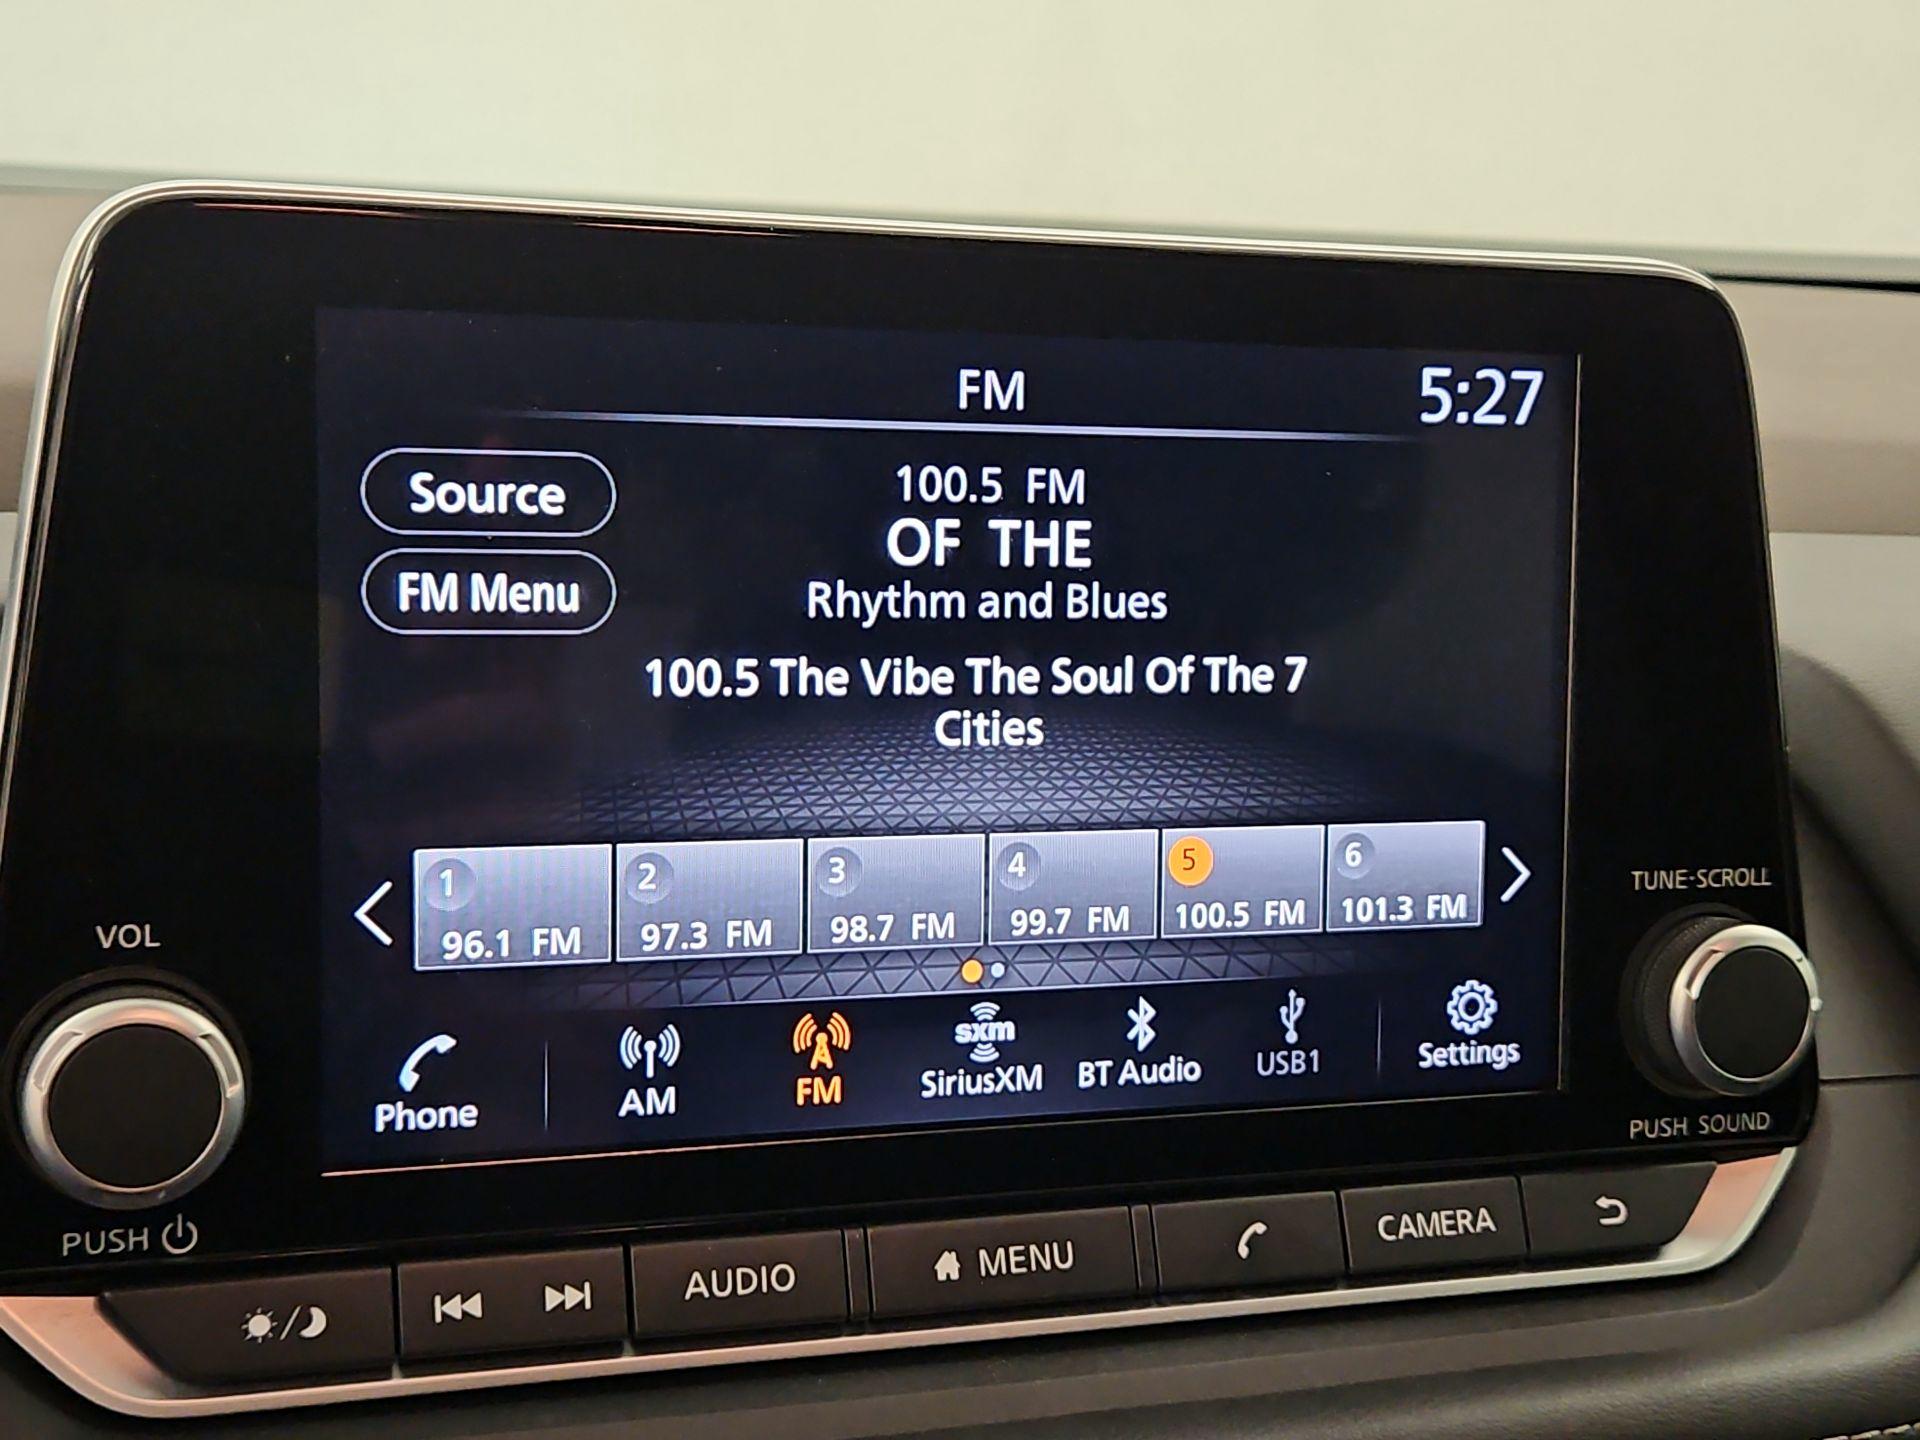 FM
5:27
Source
FM Menu
100.5 FM
OF THE
Rhythm and Blues
100.5 The Vibe The Soul Of The 7
Cities
1
96.1 FM
2
97.3 FM
3
98.7 FM
4
99.7 FM
5
100.5 FM
6
101.3 FM
Phone
AM
FM
sxm
SiriusXM
BT Audio
USB1
Settings
VOL
PUSH
TUNE-SCROLL
PUSH SOUND
AUDIO
MENU
CAMERA